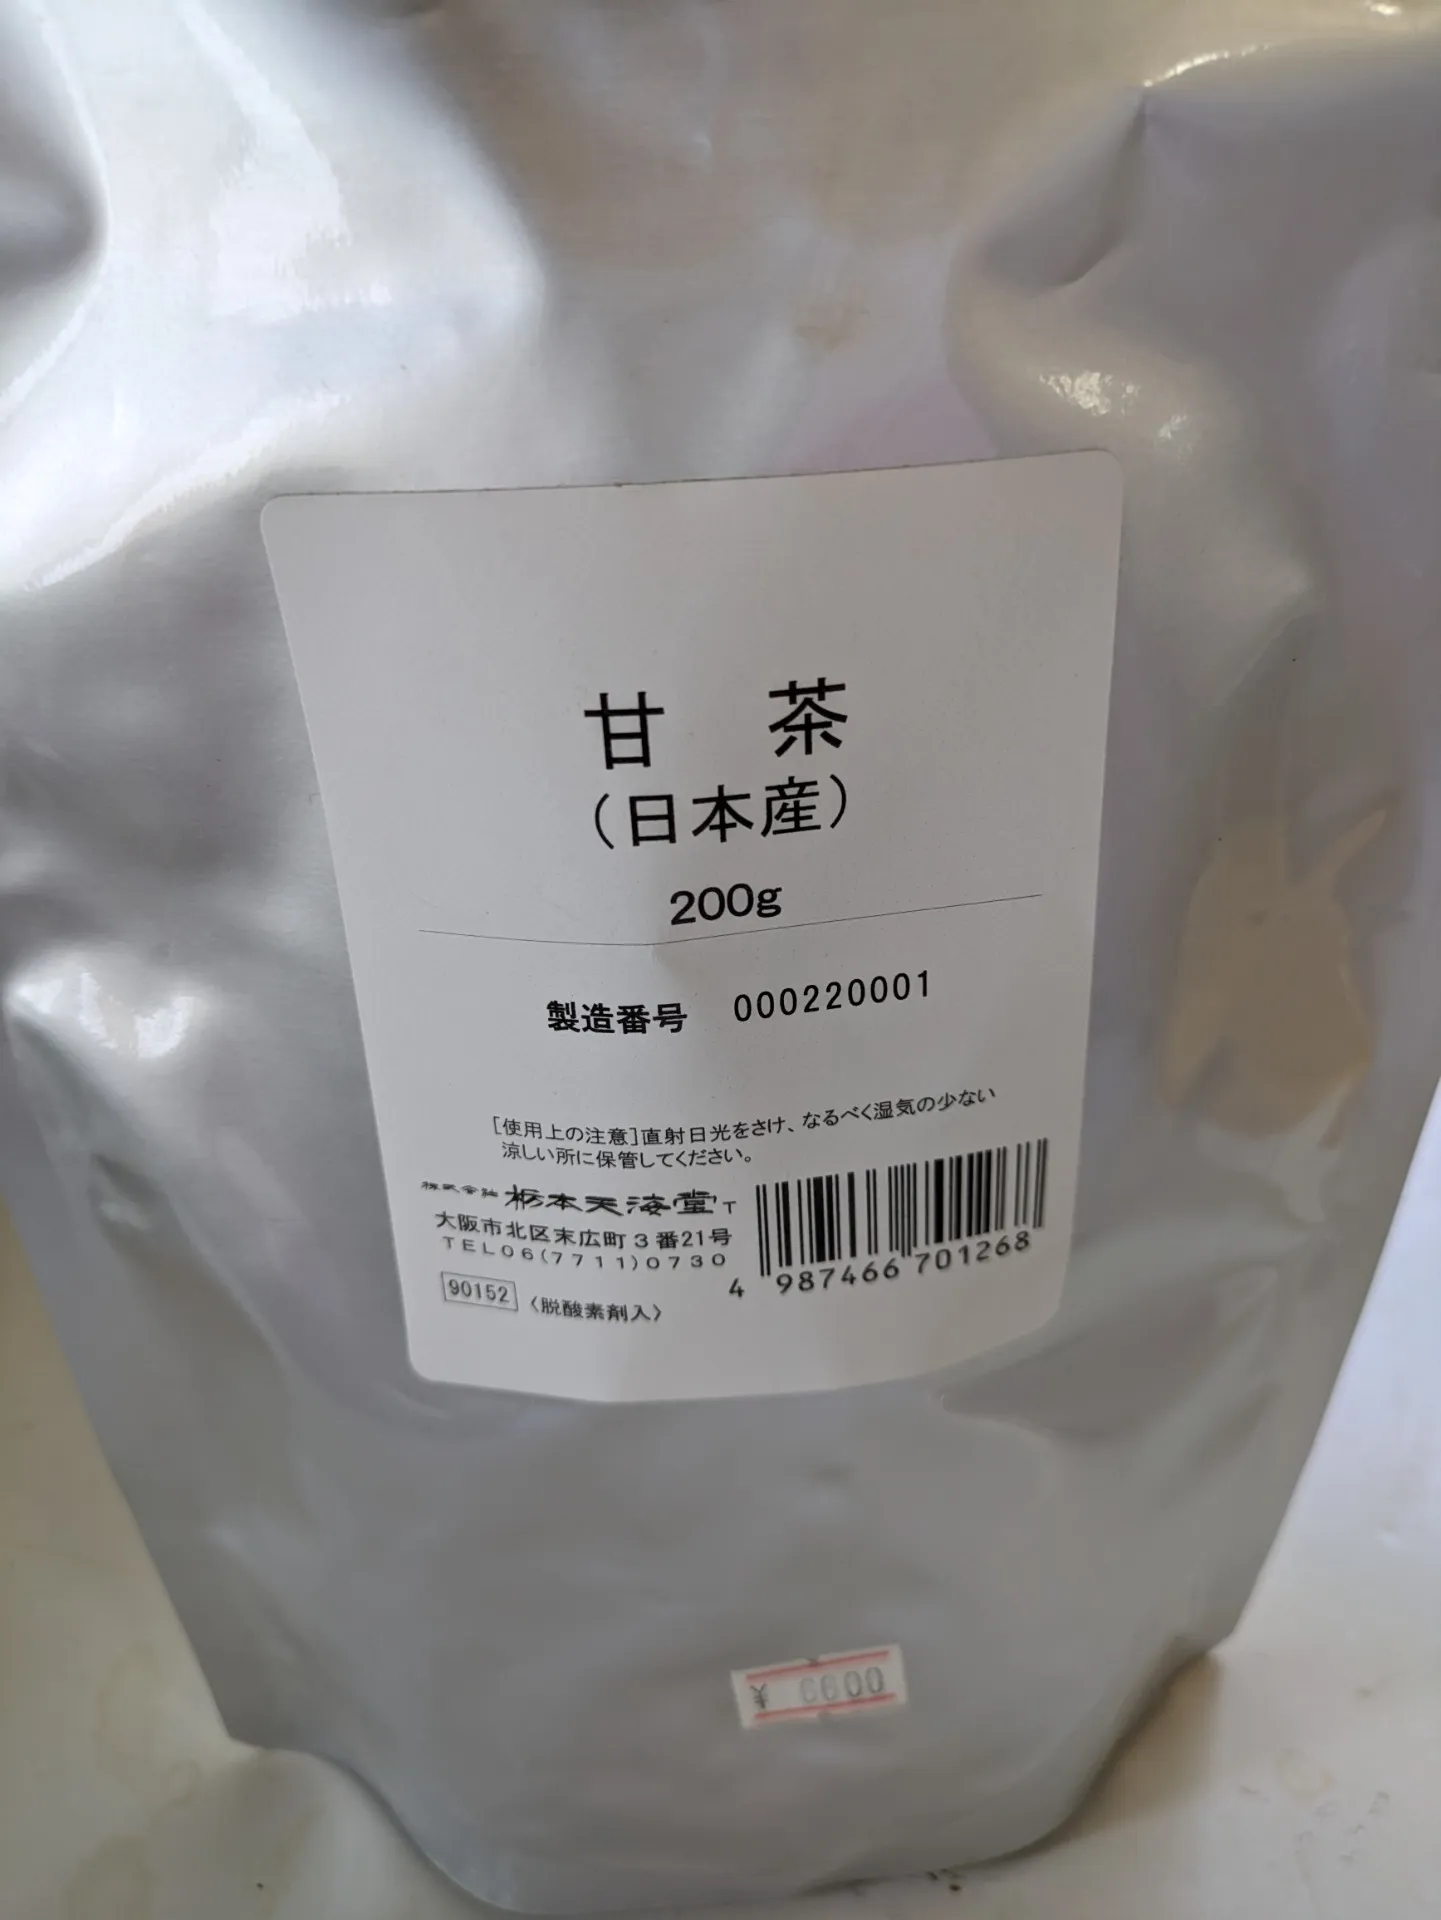 甘 茶
（日本産）
200g
製造番号 000220001
[使用上の注意]直射日光をさけ、なるべく湿気の少ない
涼しい所に保管してください。
株式会社 栃本天海堂 T
大阪市北区末広町3番21号
TEL06(7711)0730
90152 〈脱酸素剤入〉
4 987466 701268
¥ 6600